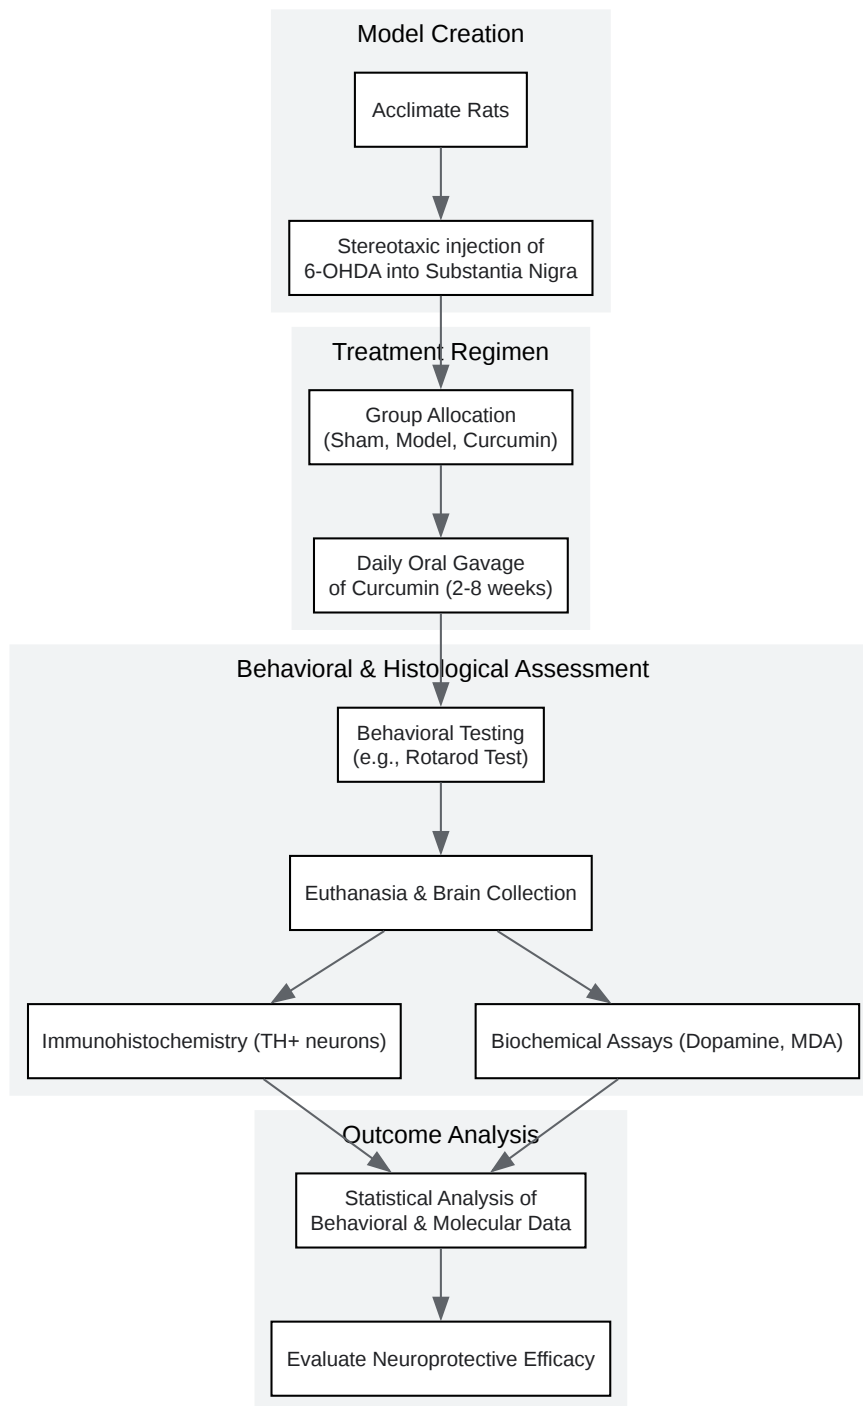 Model Creation
Acclimate Rats
Stereotaxic injection of
6-OHDA into Substantia Nigra
Treatment Regimen
Group Allocation
(Sham, Model, Curcumin)
Daily Oral Gavage
of Curcumin (2-8 weeks)
Behavioral & Histological Assessment
Behavioral Testing
(e.g., Rotarod Test)
Euthanasia & Brain Collection
Immunohistochemistry (TH+ neurons)
Biochemical Assays (Dopamine, MDA)
Outcome Analysis
Statistical Analysis of
Behavioral & Molecular Data
Evaluate Neuroprotective Efficacy